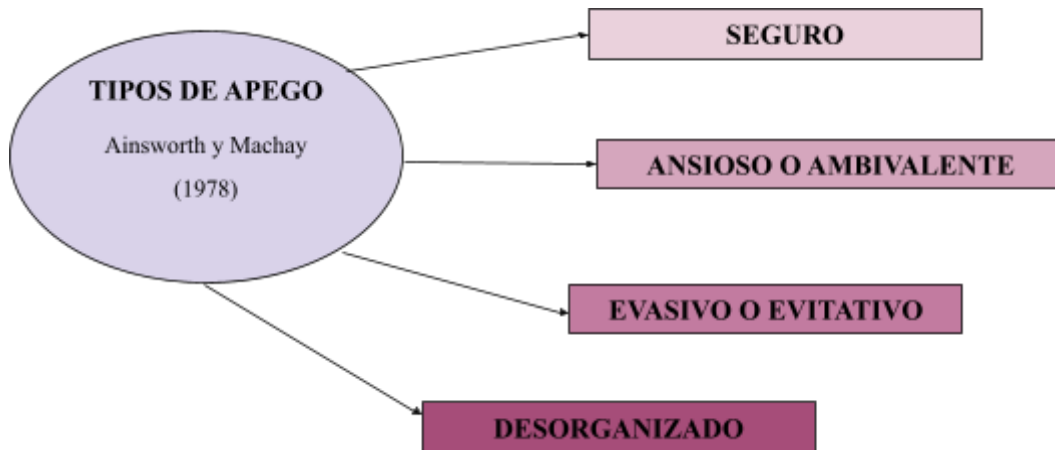 TIPOS DE APEGO
Ainsworth y Machay
(1978)
SEGURO
ANSIOSO O AMBIVALENTE
EVASIVO O EVITATIVO
DESORGANIZADO